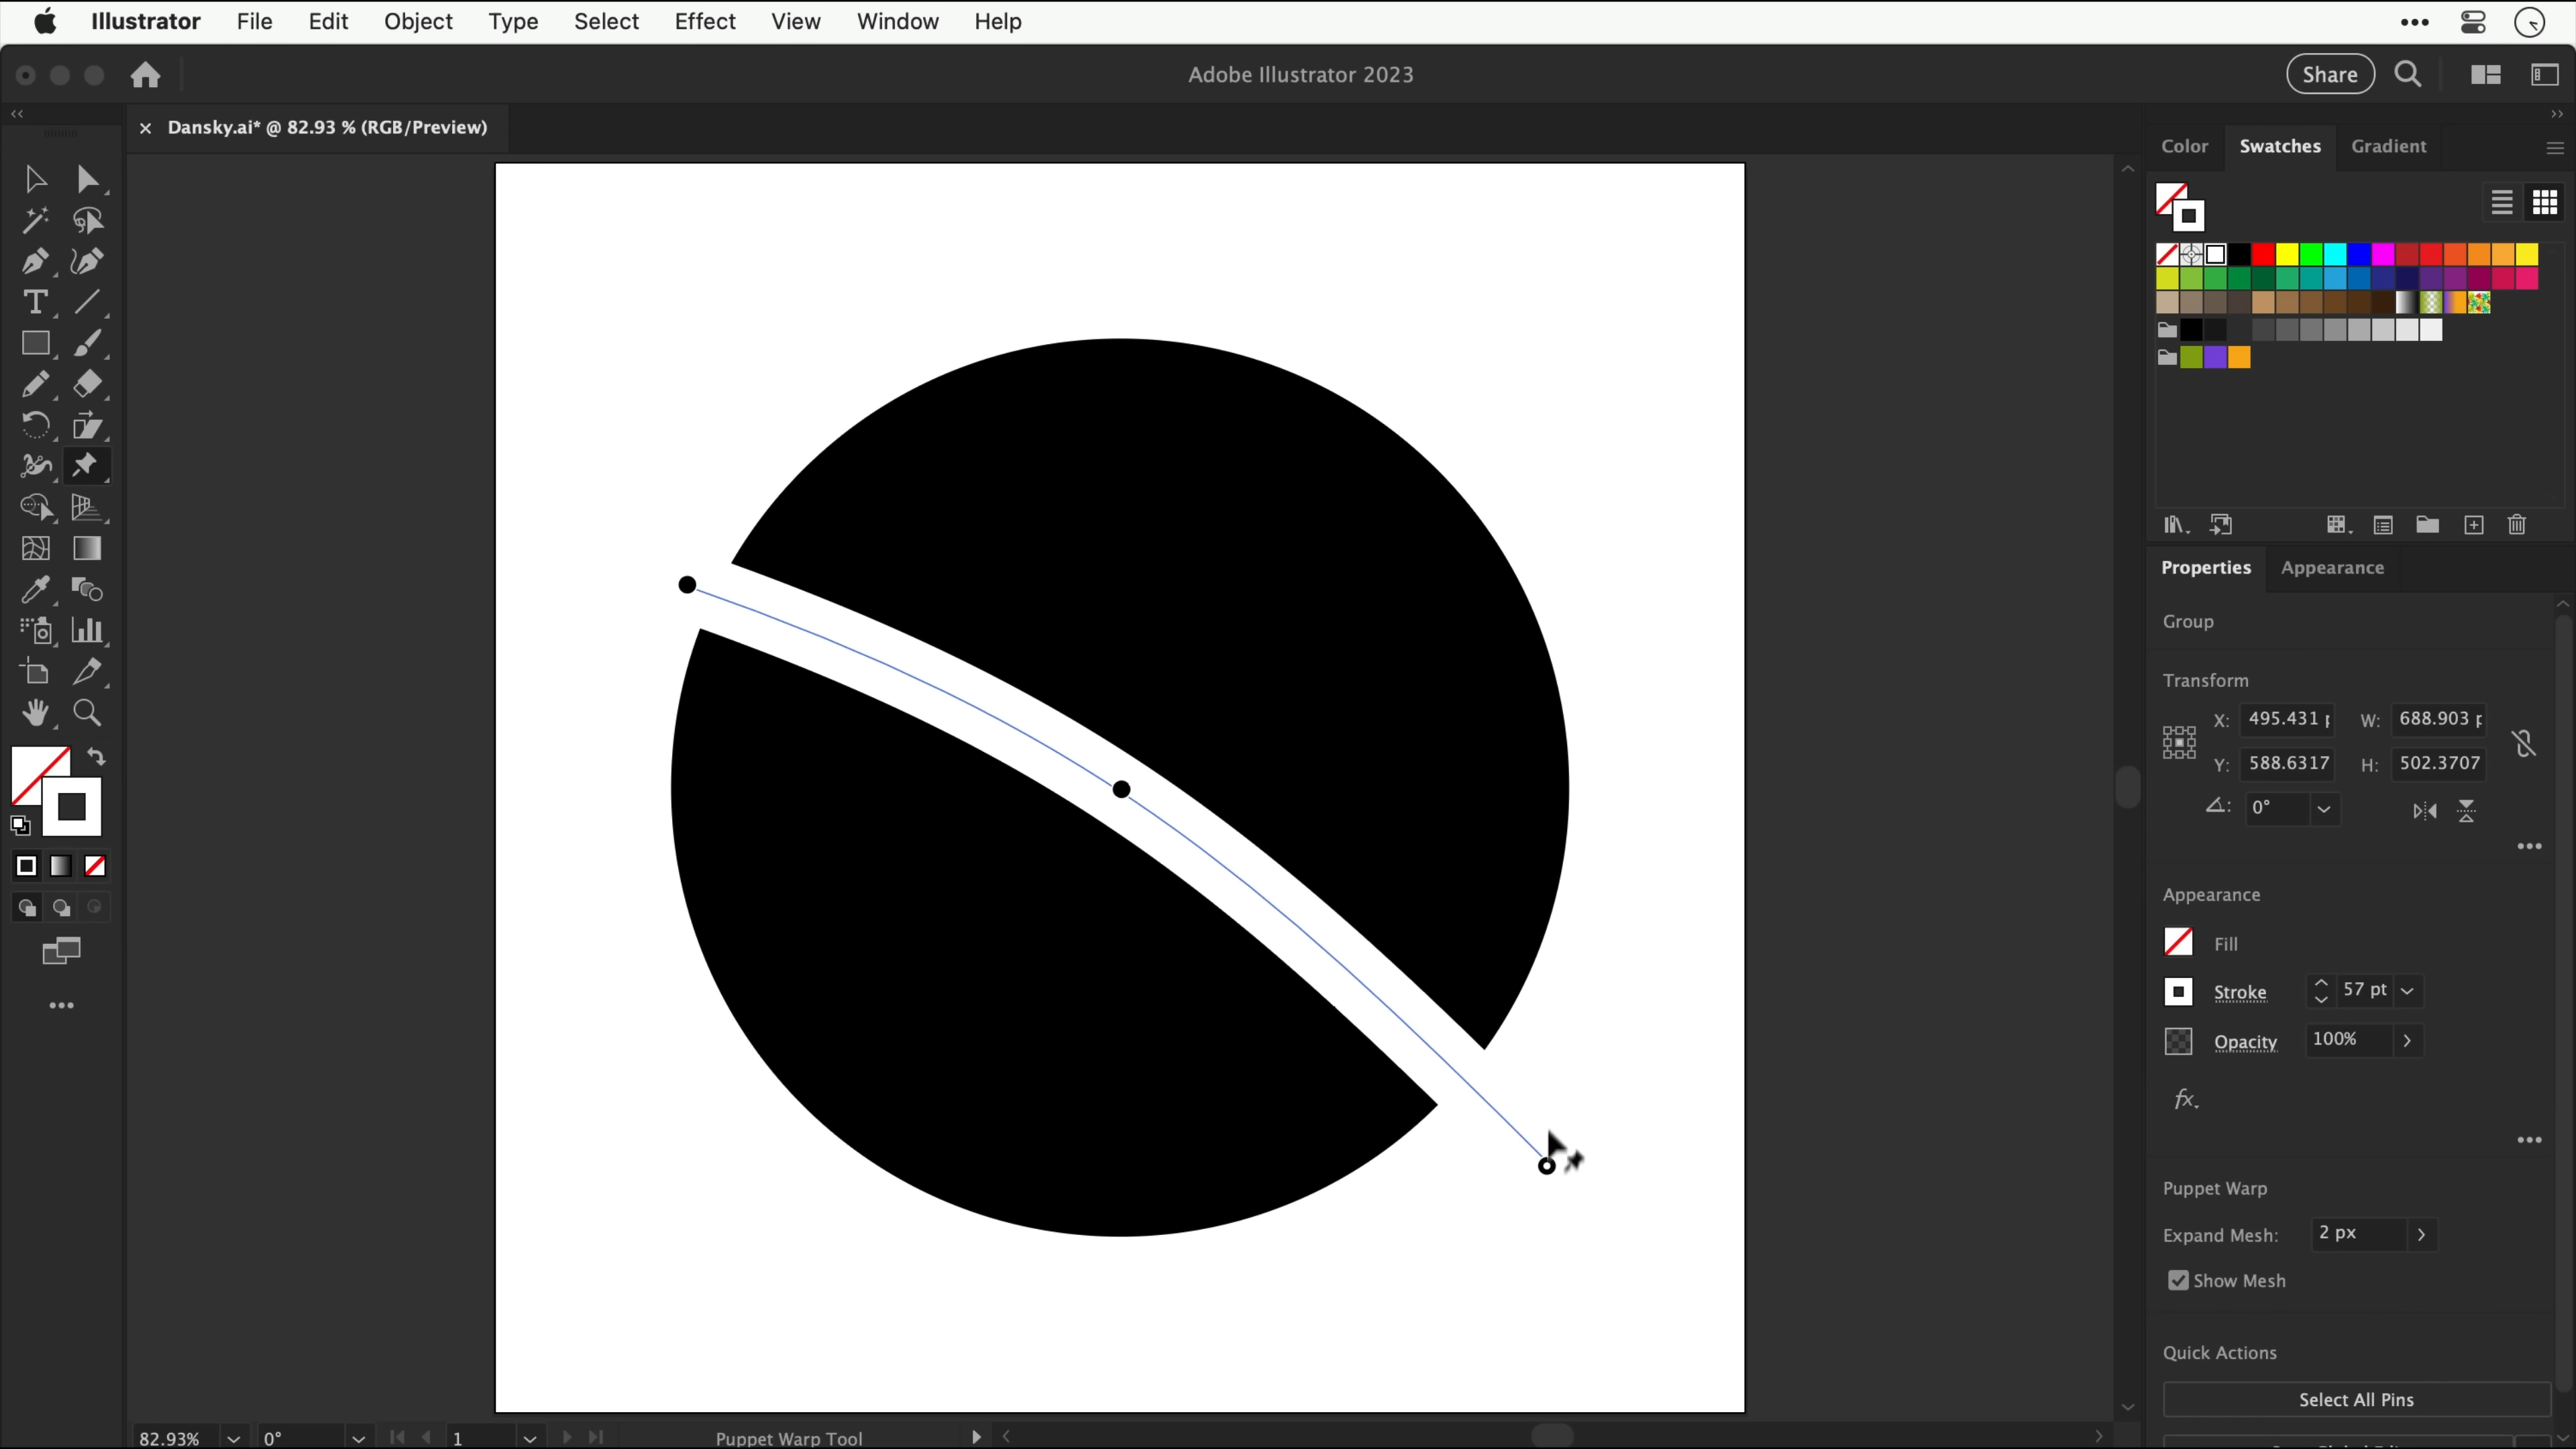 Illustrator File Edit Object Type Select Effect View Window Help
Adobe Illustrator 2023
Share
× Dansky.ai* @ 82.93 % (RGB/Preview)
Color Swatches Gradient
Properties Appearance
Group
Transform
X: 495.431 W: 688.903
Y: 588.6317 H: 502.3707
0°
Appearance
Fill
Stroke 57 pt
Opacity 100%
fx.
Puppet Warp
Expand Mesh: 2 px
Show Mesh
Quick Actions
Select All Pins
82.93% 0° 1 Puppet Warp Tool